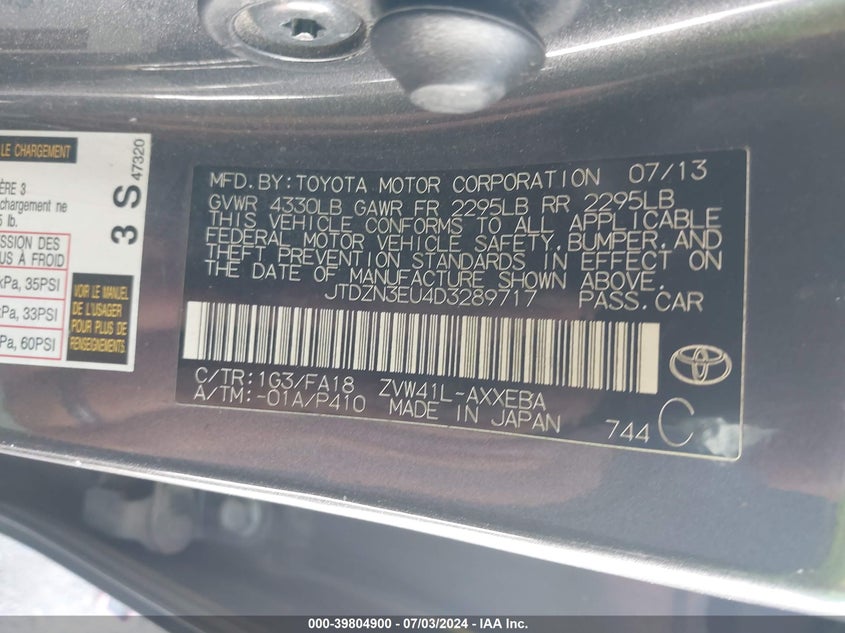 LE CHARGEMENT
ÈRE 3
chargement ne
5 lb.
3 S 47320
SSION DES
US À FROID
kPa, 35PSI
Pa, 33PSI
Pa, 60PSI
VOIR LE MANUEL
DE L'USAGER
POUR PLUS DE
RENSEIGNEMENTS
MFD. BY: TOYOTA MOTOR CORPORATION 07/13
GVWR 4330LB GAWR FR 2295LB RR 2295LB
THIS VEHICLE CONFORMS TO ALL APPLICABLE
FEDERAL MOTOR VEHICLE SAFETY, BUMPER, AND
THEFT PREVENTION STANDARDS IN EFFECT ON
THE DATE OF MANUFACTURE SHOWN ABOVE.
JTDZN3EU4D3289717 PASS. CAR
C/TR: 1G3/FA18 ZVW41L-AXXEBA
A/TM: -01A/P410 MADE IN JAPAN
744 C
000-39804900 / 07/03/2024 - IAA Inc.